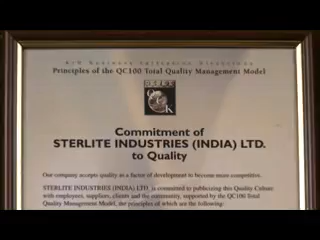 Principles of the QC100 Total Quality Management Model
Commitment of
STERLITE INDUSTRIES (INDIA) LTD.
to Quality
Our company accepts quality as a factor of development to become more competitive.
STERLITE INDUSTRIES (INDIA) LTD. is committed to publicizing this Quality Culture
with employees, suppliers, clients and the community, supported by the QC100 Total
Quality Management Model, the principles of which are the following: